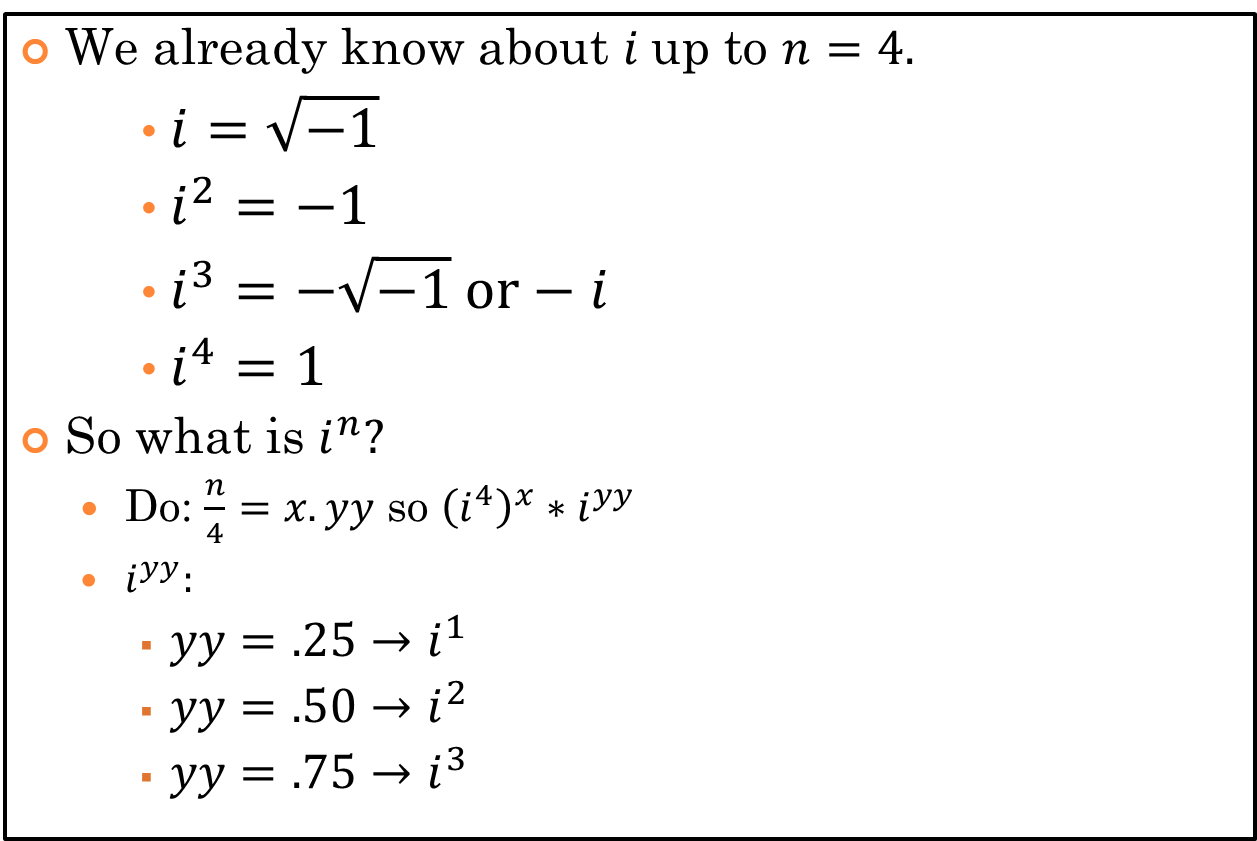 We already know about i up to n = 4.
i = √−1
i² = −1
i³ = −√−1 or − i
i⁴ = 1
So what is iⁿ?
Do: n/4 = x.yy so (i⁴)ˣ * iʸʸ
iʸʸ:
yy = .25 → i¹
yy = .50 → i²
yy = .75 → i³